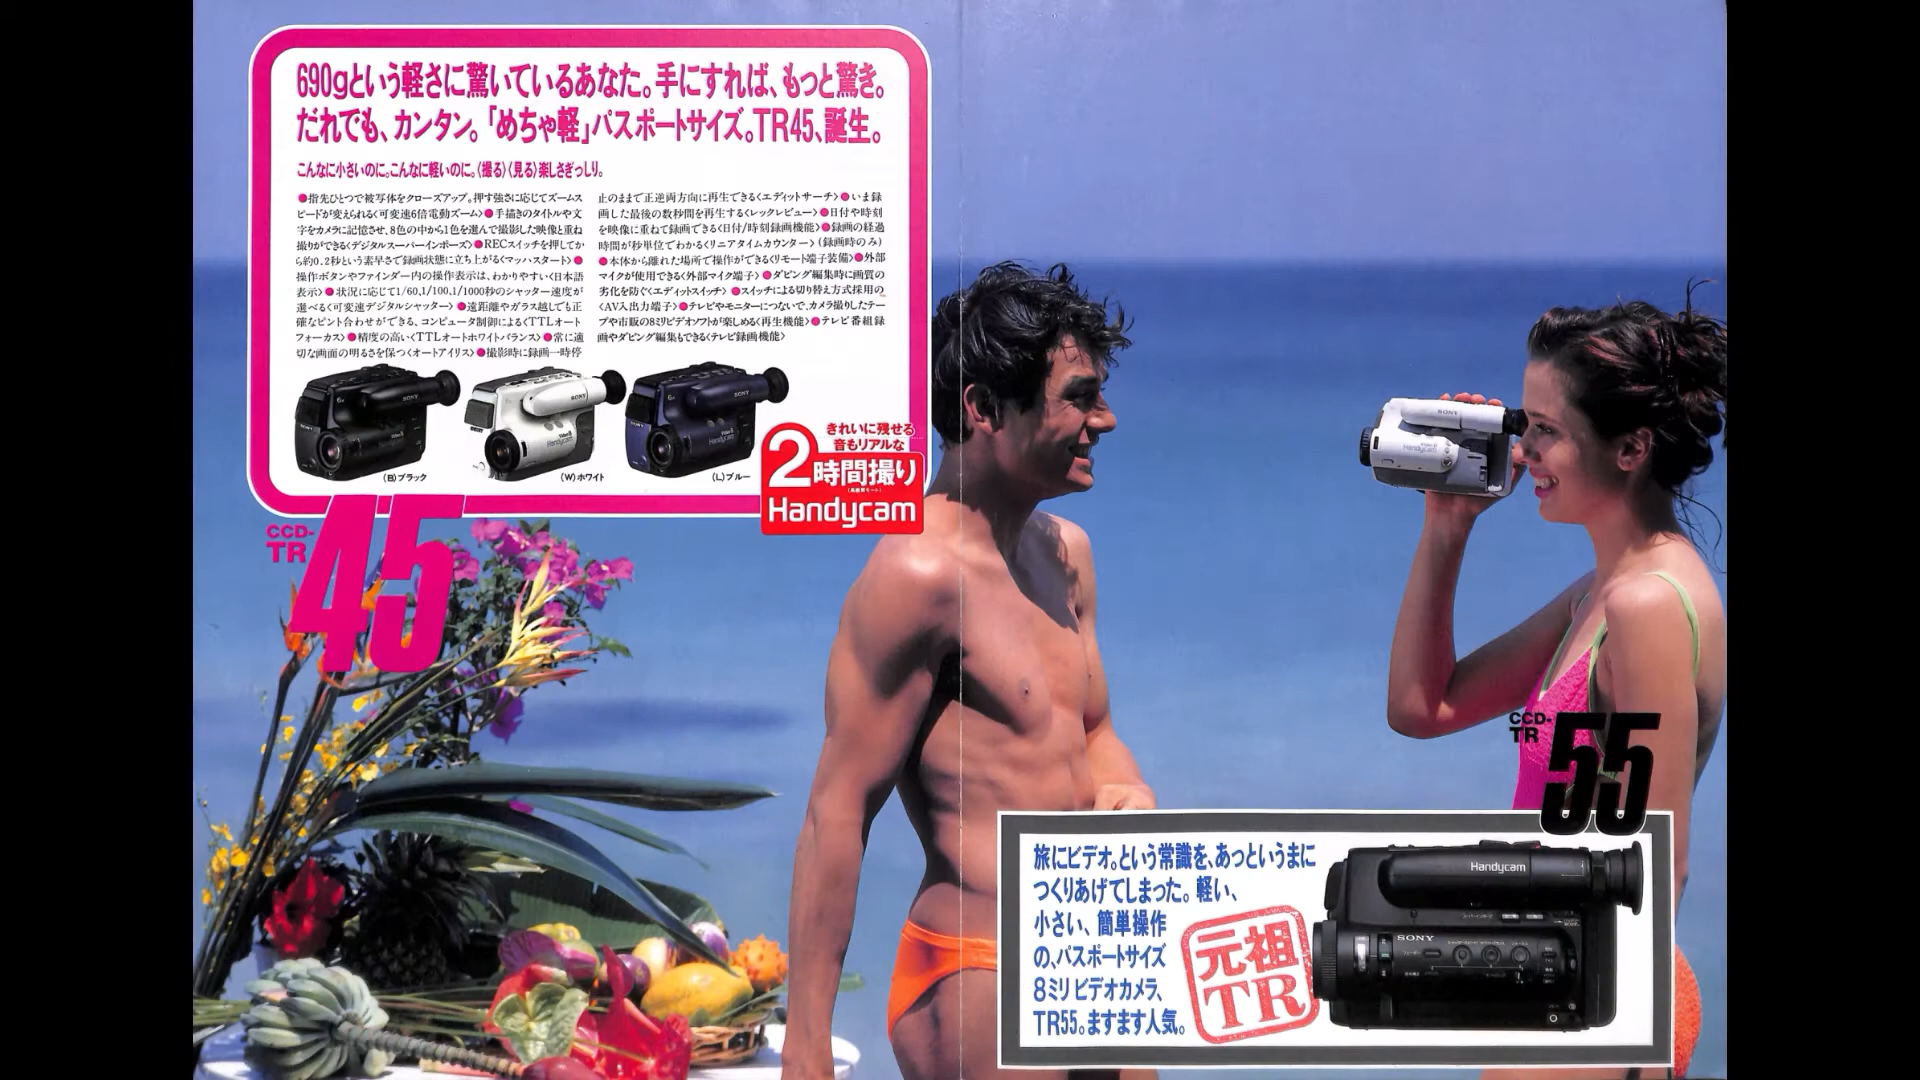 690gという軽さに驚いているあなた。手にすれば、もっと驚き。
だれでも、カンタン。「めちゃ軽」パスポートサイズ。TR45、誕生。
こんなに小さいのに。こんなに軽いのに。〈撮る〉〈見る〉楽しさぎっしり。
●指先ひとつで被写体をクローズアップ。押す強さに応じてズームス
ピードが変えられる〈可変速6倍電動ズーム〉●手描きのタイトルや文
字をカメラに記憶させ、8色の中から1色を選んで撮影した映像と重ね
撮りができる〈デジタルスーパーインポーズ〉●RECスイッチを押してか
ら約0.2秒という素早さで録画状態に立ち上がる〈マッハスタート〉●
操作ボタンやファインダー内の操作表示は、わかりやすい〈日本語
表示〉●状況に応じて1/60、1/100、1/1000秒のシャッター速度が
選べる〈可変速デジタルシャッター〉●遠距離やガラス越しでも正
確なピント合わせができる、コンピュータ制御による〈TTLオート
フォーカス〉●精度の高い〈TTLオートホワイトバランス〉●常に適
切な画面の明るさを保つ〈オートアイリス〉●撮影時に録画一時停
止のままで正逆両方向に再生できる〈エディットサーチ〉●いま録
画した最後の数秒間を再生する〈レックレビュー〉●日付や時刻
を映像に重ねて録画できる〈日付/時刻録画機能〉●録画の経過
時間が秒単位でわかる〈リニアタイムカウンター〉(録画時のみ)
●本体から離れた場所で操作ができる〈リモート端子装備〉●外部
マイクが使用できる〈外部マイク端子〉●ダビング編集時に画質の
劣化を防ぐ〈エディットスイッチ〉●スイッチによる切り替え方式採用の
〈AV入出力端子〉●テレビやモニターにつないで、カメラ撮りしたテー
プや市販の8ミリビデオソフトが楽しめる〈再生機能〉●テレビ番組録
画やダビング編集もできる〈テレビ録画機能〉
(B)ブラック
(W)ホワイト
(L)ブルー
きれいに残せる
音もリアルな
2時間撮り
Handycam
CCD-
TR45
SONY
Handycam
CCD-
TR55
旅にビデオ。という常識を、あっというまに
つくりあげてしまった。軽い、
小さい、簡単操作
の、パスポートサイズ
8ミリビデオカメラ、
TR55。ますます人気。
元祖
TR
Handycam
SONY